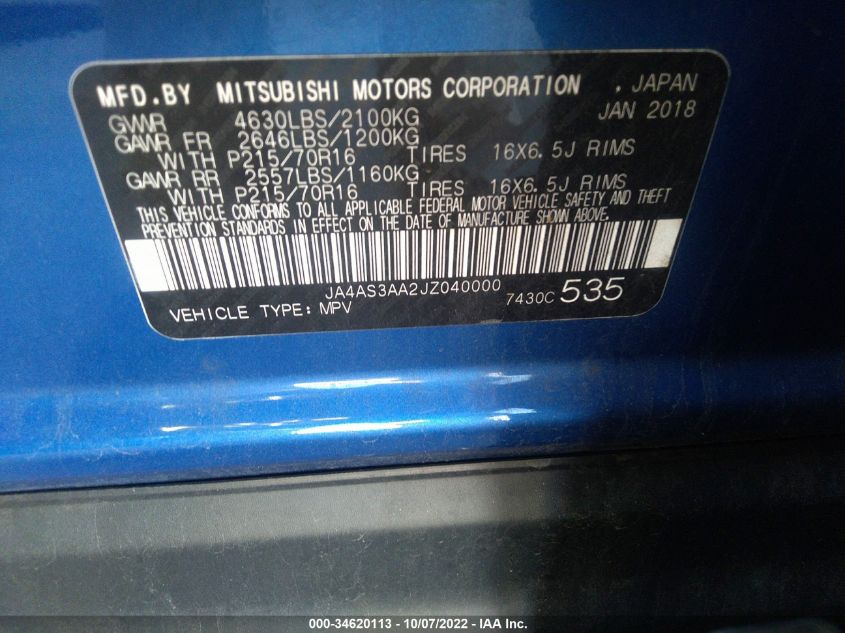 MFD.BY MITSUBISHI MOTORS CORPORATION , JAPAN
JAN 2018
GVWR 4630LBS/2100KG
GAWR FR 2646LBS/1200KG
WITH P215/70R16 TIRES 16X6.5J RIMS
GAWR RR 2557LBS/1160KG
WITH P215/70R16 TIRES 16X6.5J RIMS
THIS VEHICLE CONFORMS TO ALL APPLICABLE FEDERAL MOTOR VEHICLE SAFETY AND THEFT
PREVENTION STANDARDS IN EFFECT ON THE DATE OF MANUFACTURE SHOWN ABOVE.
JA4AS3AA2JZ040000
VEHICLE TYPE: MPV 7430C 535
000-34620113 - 10/07/2022 - IAA Inc.